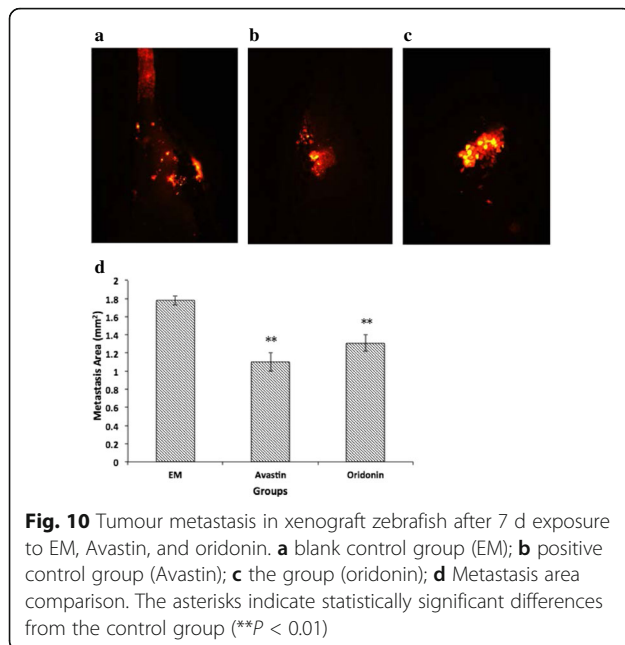 a
b
c
d
2
1.8
1.6
1.4
1.2
1
0.8
0.6
0.4
0.2
0
Metastasis Area (mm²)
**
**
EM
Avastin
Oridonin
Groups
Fig. 10 Tumour metastasis in xenograft zebrafish after 7 d exposure
to EM, Avastin, and oridonin. a blank control group (EM); b positive
control group (Avastin); c the group (oridonin); d Metastasis area
comparison. The asterisks indicate statistically significant differences
from the control group (**P < 0.01)